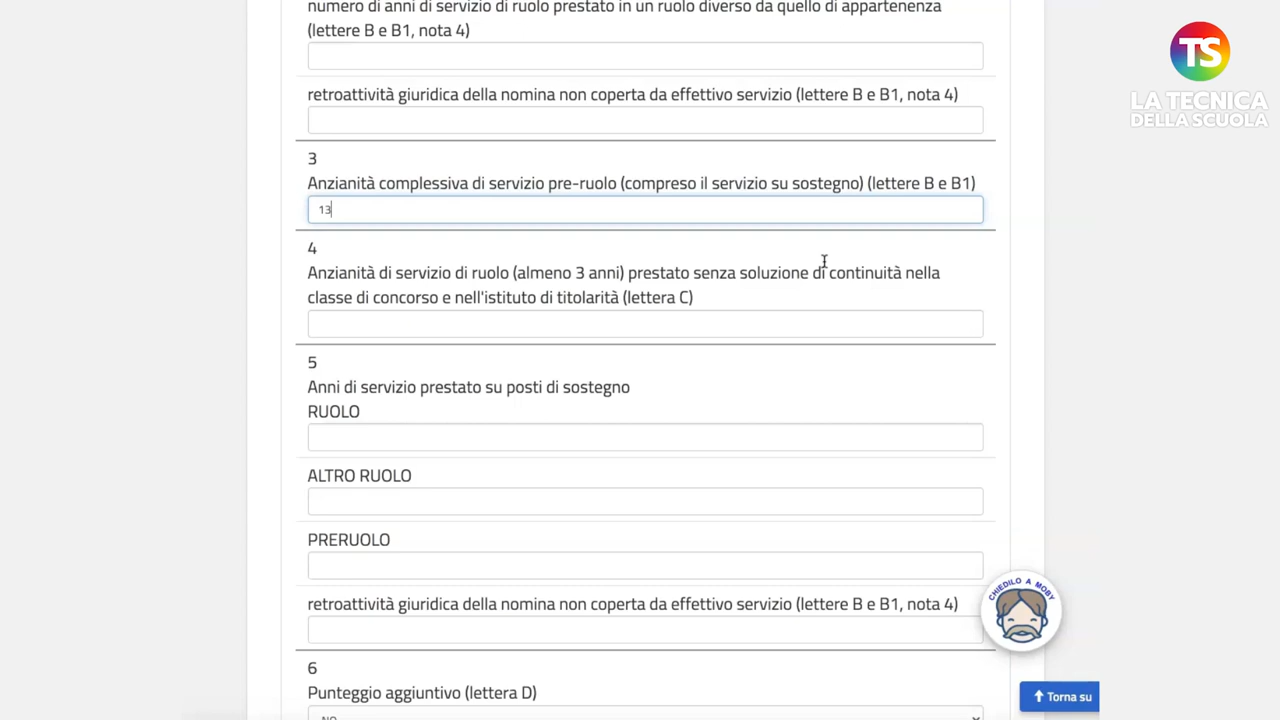 numero di anni di servizio di ruolo prestato in un ruolo diverso da quello di appartenenza
(lettere B e B1, nota 4)
retroattività giuridica della nomina non coperta da effettivo servizio (lettere B e B1, nota 4)
3
Anzianità complessiva di servizio pre-ruolo (compreso il servizio su sostegno) (lettere B e B1)
13
4
Anzianità di servizio di ruolo (almeno 3 anni) prestato senza soluzione di continuità nella
classe di concorso e nell'istituto di titolarità (lettera C)
5
Anni di servizio prestato su posti di sostegno
RUOLO
ALTRO RUOLO
PRERUOLO
retroattività giuridica della nomina non coperta da effettivo servizio (lettere B e B1, nota 4)
6
Punteggio aggiuntivo (lettera D)
NO
TS
LA TECNICA
DELLA SCUOLA
CHIEDILO A MOBY
Torna su